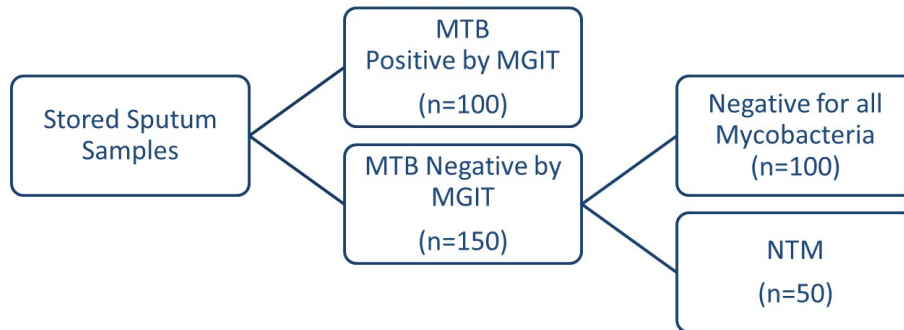 Stored Sputum
Samples
MTB
Positive by MGIT
(n=100)
MTB Negative by
MGIT
(n=150)
Negative for all
Mycobacteria
(n=100)
NTM
(n=50)